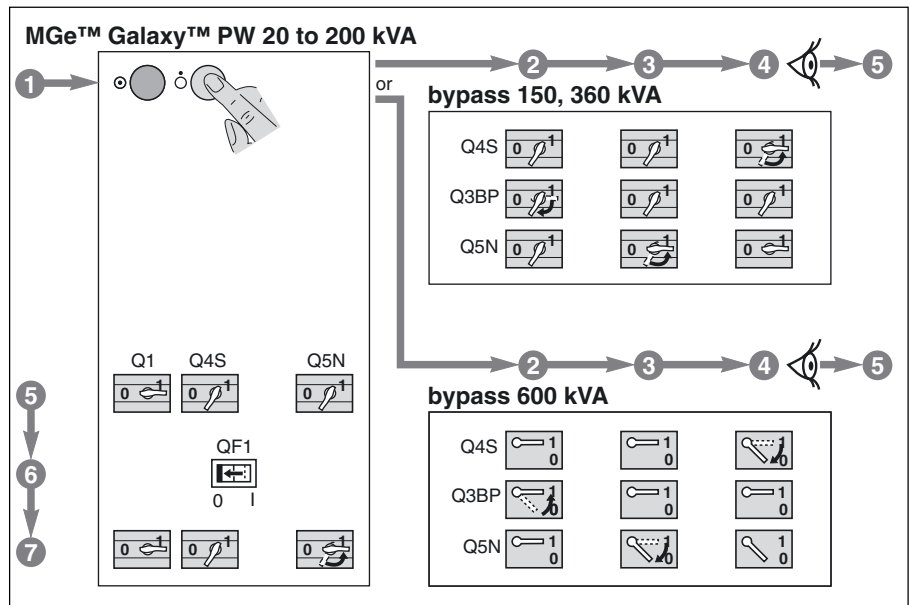 MGe™ Galaxy™ PW 20 to 200 kVA
1
or
2 3 4 5
bypass 150, 360 kVA
Q4S 0 1 0 1 0 1
Q3BP 0 1 0 1 0 1
Q5N 0 1 0 1 0 1
2 3 4 5
bypass 600 kVA
Q4S 1 0 1 0 1 0
Q3BP 1 0 1 0 1 0
Q5N 1 0 1 0 1 0
Q1 Q4S Q5N
5 0 0 1 0 1
QF1
6
0 I
7 0 1 0 1 0 1